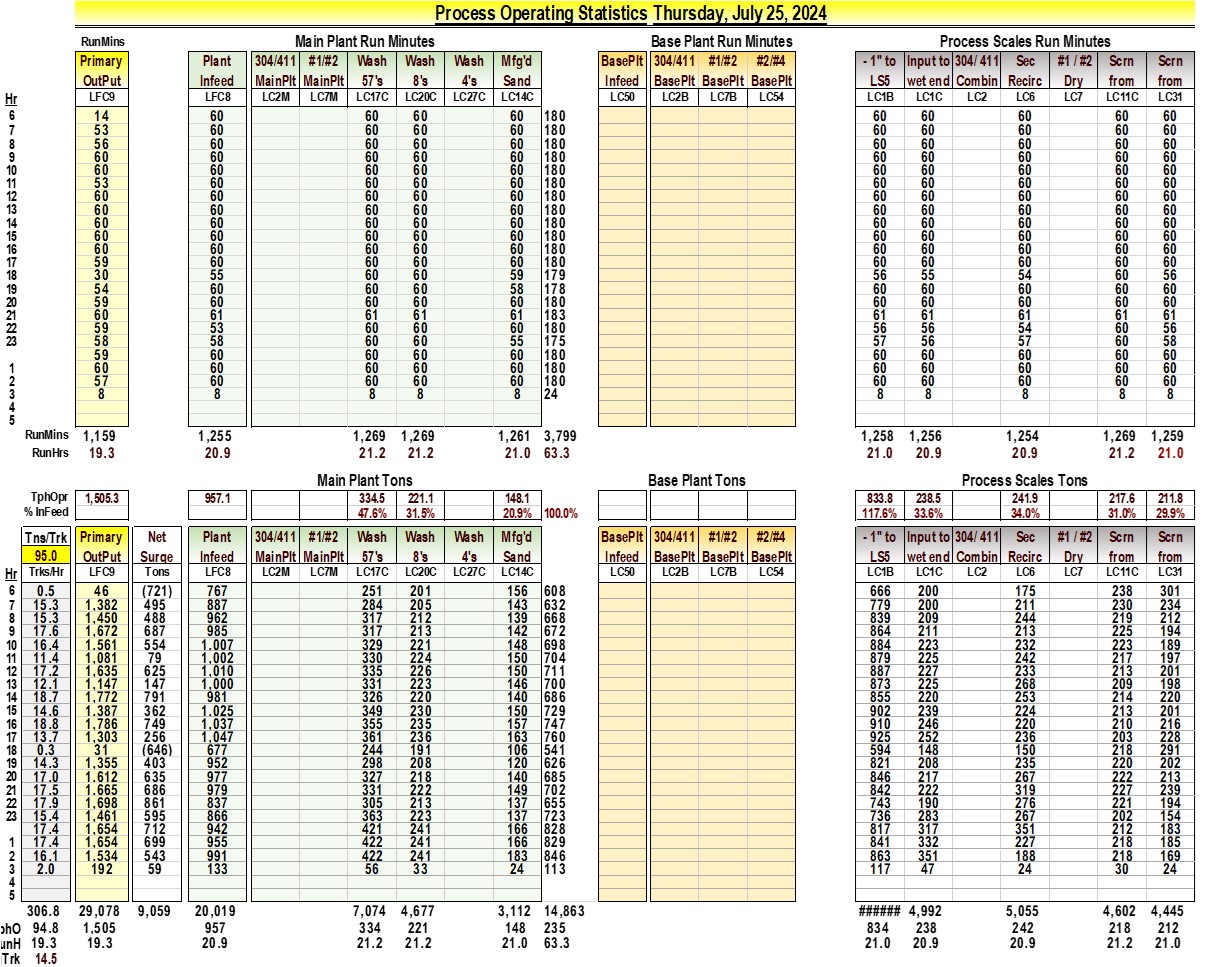 Process Operating Statistics Thursday, July 25, 2024
RunMins Main Plant Run Minutes Base Plant Run Minutes Process Scales Run Minutes
Primary Plant 304/411 #1/#2 Wash Wash Wash Mfg'd BasePlt 304/411 #1/#2 #2/#4 - 1" to Input to 304/ 411 Sec #1 / #2 Scrn Scrn
OutPut Infeed MainPlt MainPlt 57's 8's 4's Sand Infeed BasePlt BasePlt BasePlt LS5 wet end Combin Recirc Dry from from
Hr LFC9 LFC8 LC2M LC7M LC17C LC20C LC27C LC14C LC50 LC2B LC7B LC54 LC1B LC1C LC2 LC6 LC7 LC11C LC31
6 14 60 60 60 60 180 60 60 60 60 60
7 53 60 60 60 60 180 60 60 60 60 60
8 56 60 60 60 60 180 60 60 60 60 60
9 60 60 60 60 60 180 60 60 60 60 60
10 60 60 60 60 60 180 60 60 60 60 60
11 53 60 60 60 60 180 60 60 60 60 60
12 60 60 60 60 60 180 60 60 60 60 60
13 60 60 60 60 60 180 60 60 60 60 60
14 60 60 60 60 60 180 60 60 60 60 60
15 60 60 60 60 60 180 60 60 60 60 60
16 60 60 60 60 60 180 60 60 60 60 60
17 59 60 60 60 60 180 60 60 60 60 60
18 30 55 60 60 59 179 56 55 54 60 56
19 54 60 60 60 58 178 60 60 60 60 60
20 59 60 60 60 60 180 60 60 60 60 60
21 60 61 61 61 61 183 61 61 61 61 61
22 59 53 60 60 60 180 56 56 54 60 56
23 58 58 60 60 55 175 57 56 57 60 58
59 60 60 60 60 180 60 60 60 60 60
1 60 60 60 60 60 180 60 60 60 60 60
2 57 60 60 60 60 180 60 60 60 60 60
3 8 8 8 8 8 24 8 8 8 8 8
4
5
RunMins 1,159 1,255 1,269 1,269 1,261 3,799 1,258 1,256 1,254 1,269 1,259
RunHrs 19.3 20.9 21.2 21.2 21.0 63.3 21.0 20.9 20.9 21.2 21.0
Main Plant Tons Base Plant Tons Process Scales Tons
TphOpr 1,505.3 957.1 334.5 221.1 148.1 833.8 238.5 241.9 217.6 211.8
% InFeed 47.6% 31.5% 20.9% 100.0% 117.6% 33.6% 34.0% 31.0% 29.9%
Tns/Trk Primary Net Plant 304/411 #1/#2 Wash Wash Wash Mfg'd BasePlt 304/411 #1/#2 #2/#4 - 1" to Input to 304/ 411 Sec #1 / #2 Scrn Scrn
95.0 OutPut Surge Infeed MainPlt MainPlt 57's 8's 4's Sand Infeed BasePlt BasePlt BasePlt LS5 wet end Combin Recirc Dry from from
Hr Trks/Hr LFC9 Tons LFC8 LC2M LC7M LC17C LC20C LC27C LC14C LC50 LC2B LC7B LC54 LC1B LC1C LC2 LC6 LC7 LC11C LC31
6 0.5 46 (721) 767 251 201 156 608 666 200 175 238 301
7 15.3 1,382 495 887 284 205 143 632 779 200 211 230 234
8 15.3 1,450 488 962 317 212 139 668 839 209 244 219 212
9 17.6 1,672 687 985 317 213 142 672 864 211 213 225 194
10 16.4 1,561 554 1,007 329 221 148 698 884 223 232 223 189
11 11.4 1,081 79 1,002 330 224 150 704 879 225 242 217 197
12 17.2 1,635 625 1,010 335 226 150 711 887 227 233 213 201
13 12.1 1,147 147 1,000 331 223 146 700 873 225 268 209 198
14 18.7 1,772 791 981 326 220 140 686 855 220 253 214 220
15 14.6 1,387 362 1,025 349 230 150 729 902 239 224 213 201
16 18.8 1,786 749 1,037 355 235 157 747 910 246 220 210 216
17 13.7 1,303 256 1,047 361 236 163 760 925 252 236 203 228
18 0.3 31 (646) 677 244 191 106 541 594 148 150 218 291
19 14.3 1,355 403 952 298 208 120 626 821 208 235 220 202
20 17.0 1,612 635 977 327 218 140 685 846 217 267 222 213
21 17.5 1,665 686 979 331 222 149 702 842 222 319 227 239
22 17.9 1,698 861 837 305 213 137 655 743 190 276 221 194
23 15.4 1,461 595 866 363 223 137 723 736 283 267 202 154
17.4 1,654 712 942 421 241 166 828 817 317 351 212 183
1 17.4 1,654 699 955 422 241 166 829 841 332 227 218 185
2 16.1 1,534 543 991 422 241 183 846 863 351 188 218 169
3 2.0 192 59 133 56 33 24 113 117 47 24 30 24
4
5
306.8 29,078 9,059 20,019 7,074 4,677 3,112 14,863 ###### 4,992 5,055 4,602 4,445
phO 94.8 1,505 957 334 221 148 235 834 238 242 218 212
unH 19.3 19.3 20.9 21.2 21.2 21.0 63.3 21.0 20.9 20.9 21.2 21.0
Trk 14.5